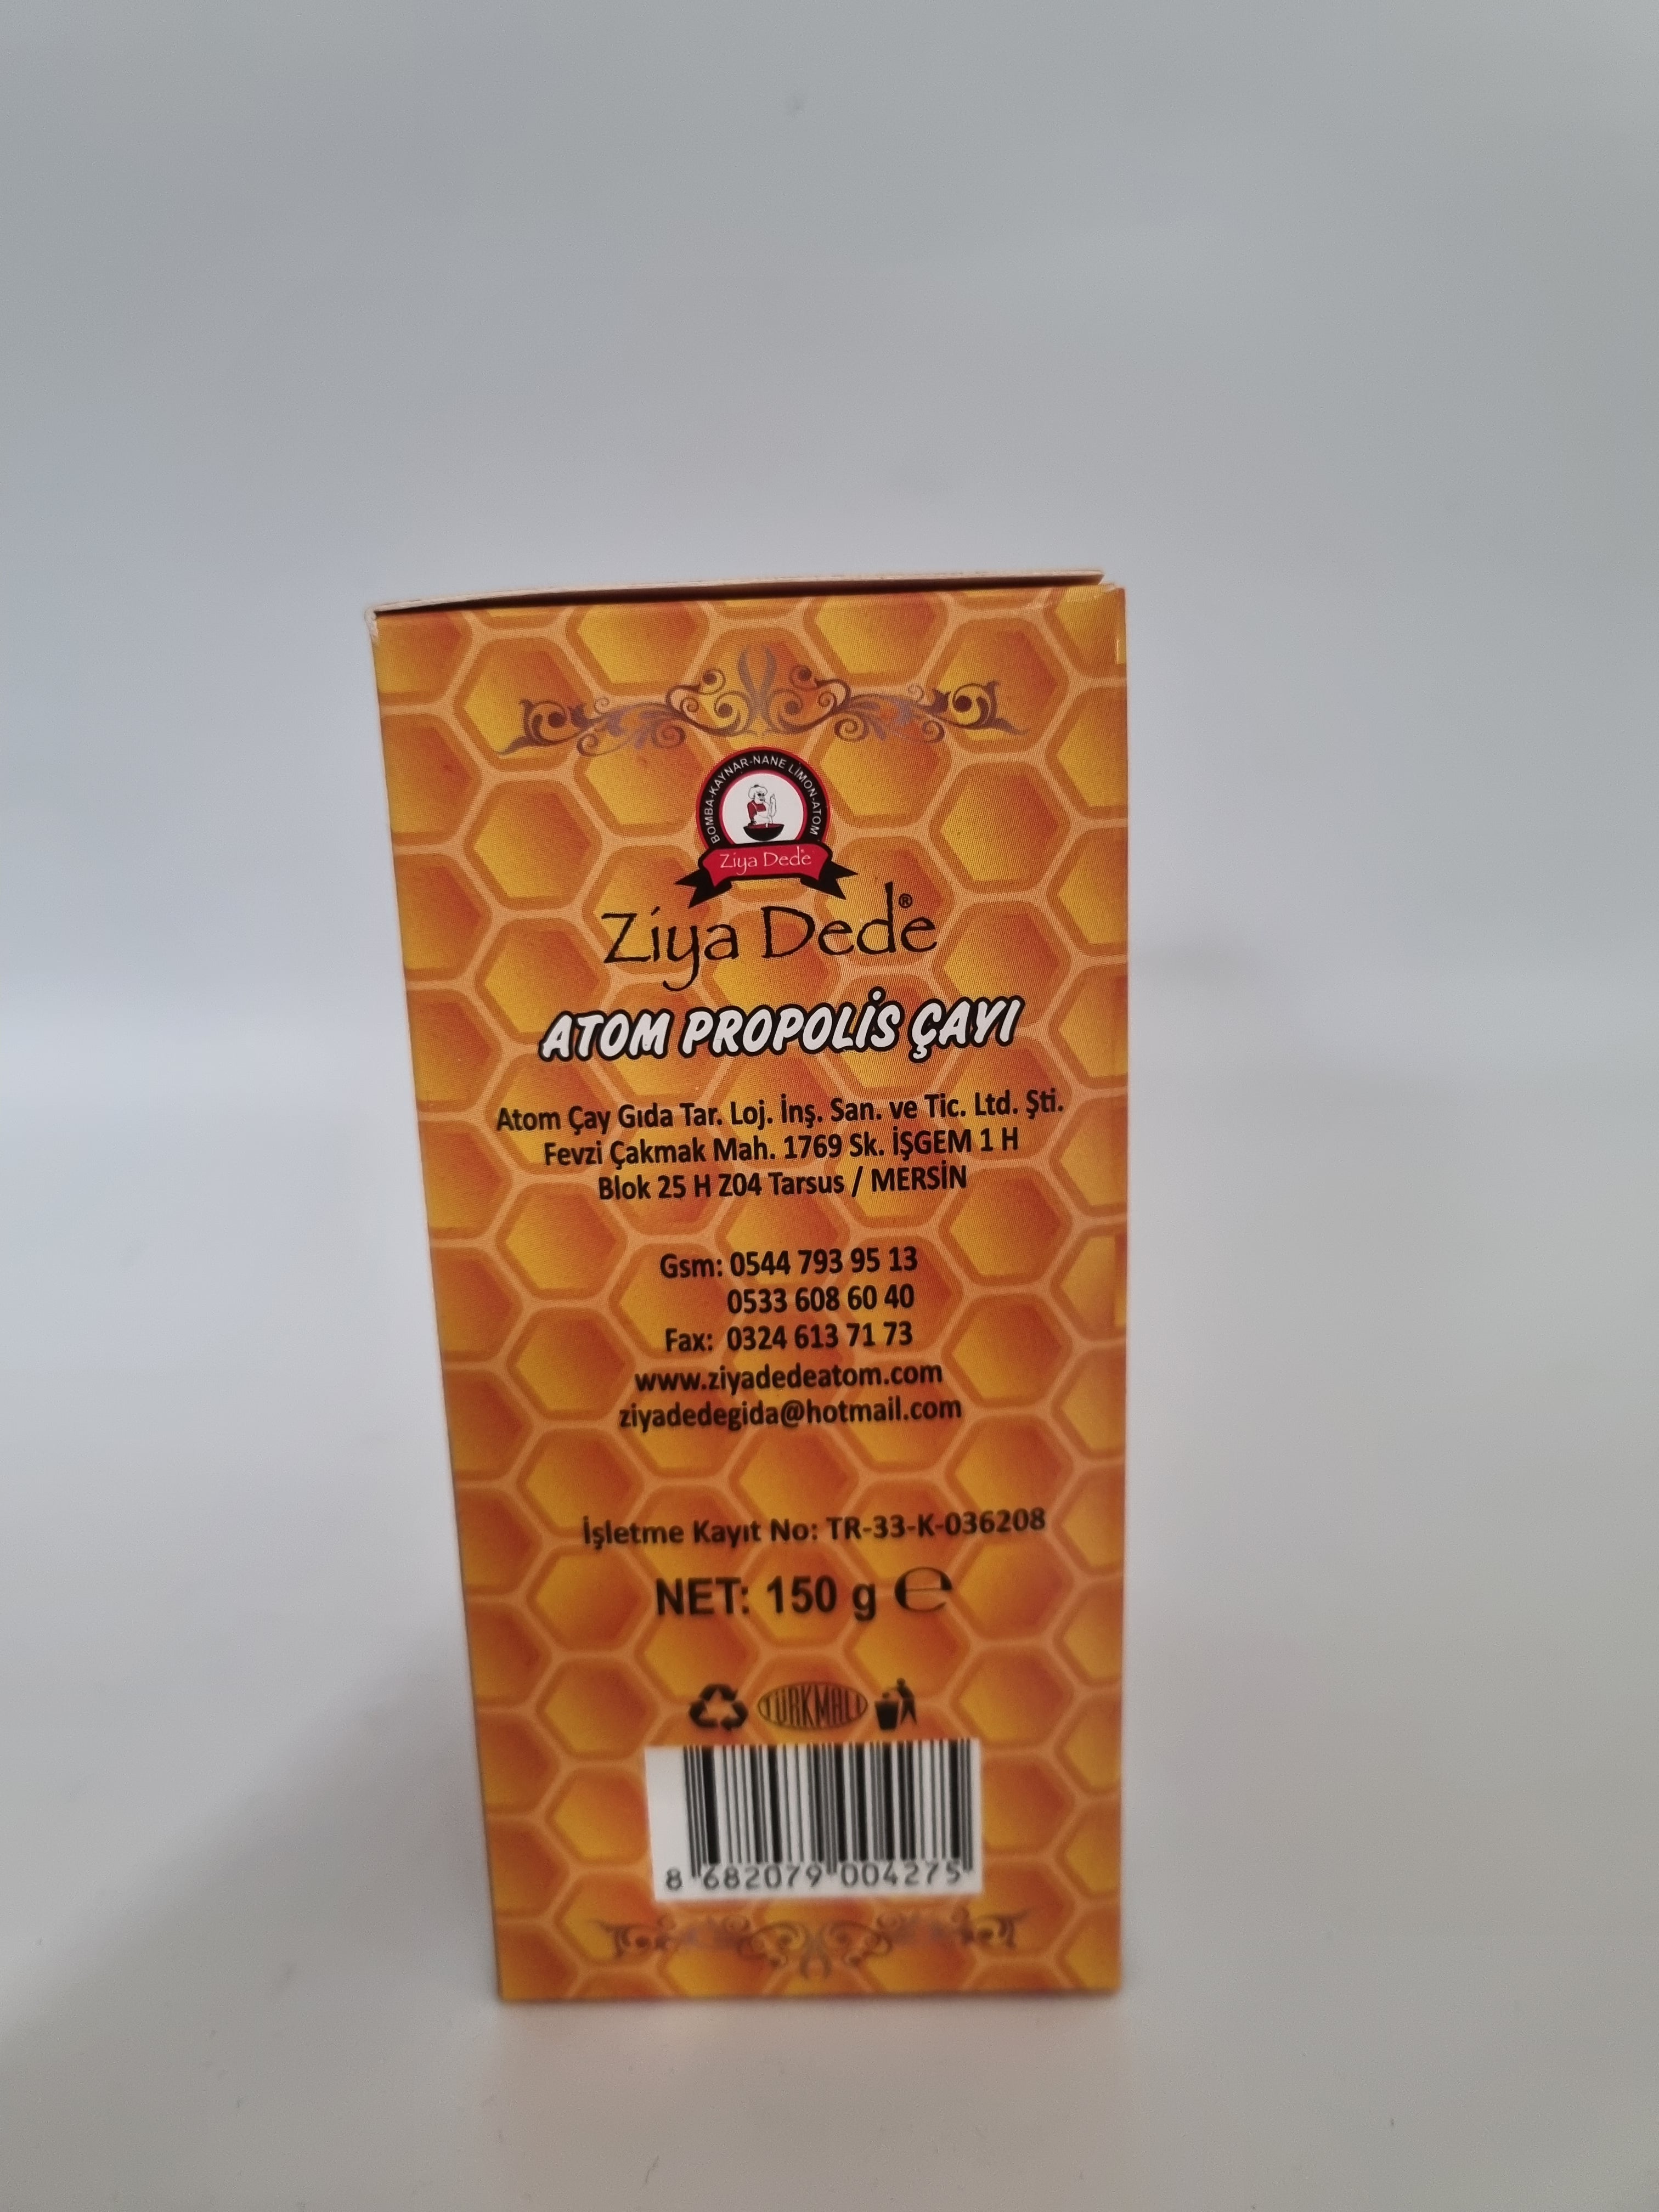 BOMBA-KAYNAR-NANE LİMON-ATOM
Ziya Dede
Ziya Dede®
ATOM PROPOLİS ÇAYI
Atom Çay Gıda Tar. Loj. İnş. San. ve Tic. Ltd. Şti.
Fevzi Çakmak Mah. 1769 Sk. İŞGEM 1 H
Blok 25 H Z04 Tarsus / MERSİN
Gsm: 0544 793 95 13
0533 608 60 40
Fax: 0324 613 71 73
www.ziyadedeatom.com
ziyadedegida@hotmail.com
İşletme Kayıt No: TR-33-K-036208
NET: 150 g ℮
TÜRKMALI
8 682079 004275